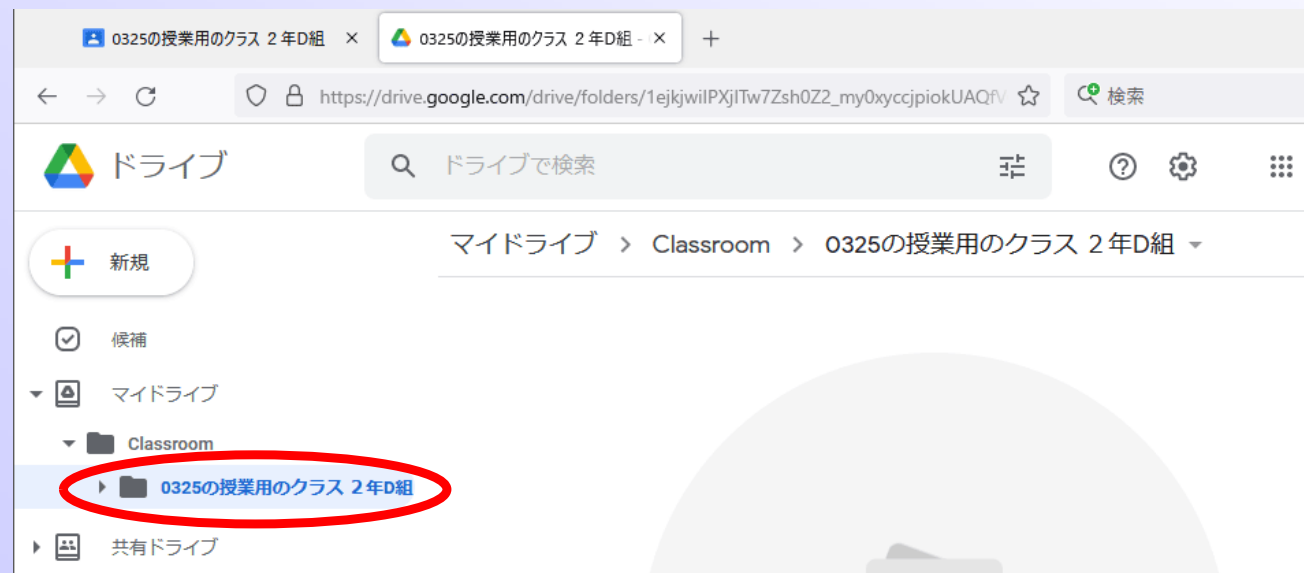 0325の授業用のクラス ２年D組
0325の授業用のクラス ２年D組 -
https://drive.google.com/drive/folders/
検索
ドライブ
ドライブで検索
マイドライブ > Classroom > 0325の授業用のクラス ２年D組
新規
候補
マイドライブ
Classroom
0325の授業用のクラス ２年D組
共有ドライブ